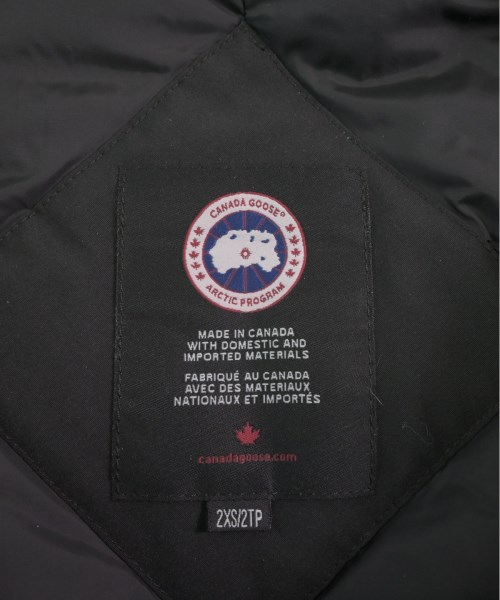 CANADA GOOSE®
ARCTIC PROGRAM
MADE IN CANADA
WITH DOMESTIC AND
IMPORTED MATERIALS
FABRIQUÉ AU CANADA
AVEC DES MATERIAUX
NATIONAUX ET IMPORTÉS
canadagoose.com
2XS/2TP